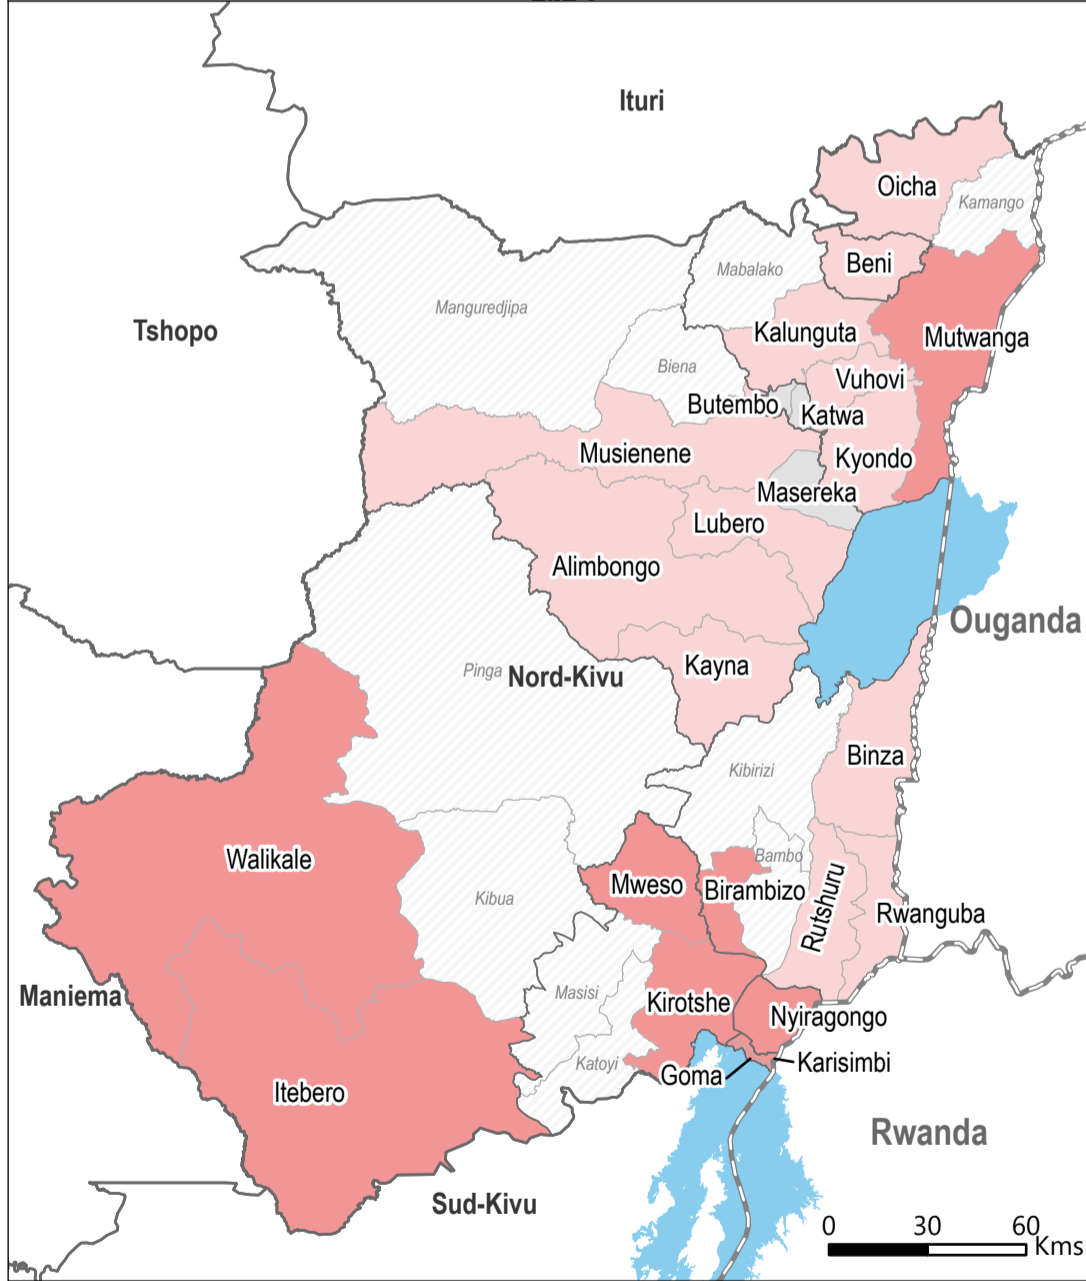 Ituri
Oicha
Kamango
Beni
Mabalako
Manguredjipa
Tshopo
Kalunguta
Mutwanga
Biena
Vuhovi
Butembo
Katwa
Musienene
Kyondo
Masereka
Lubero
Alimbongo
Ouganda
Kayna
Pinga
Nord-Kivu
Binza
Kibirizi
Walikale
Bambo
Mweso
Birambizo
Kibua
Rutshuru
Rwanguba
Masisi
Maniema
Kirotshe
Nyiragongo
Katoyi
Goma
Karisimbi
Itebero
Rwanda
Sud-Kivu
0 30 60
Kms